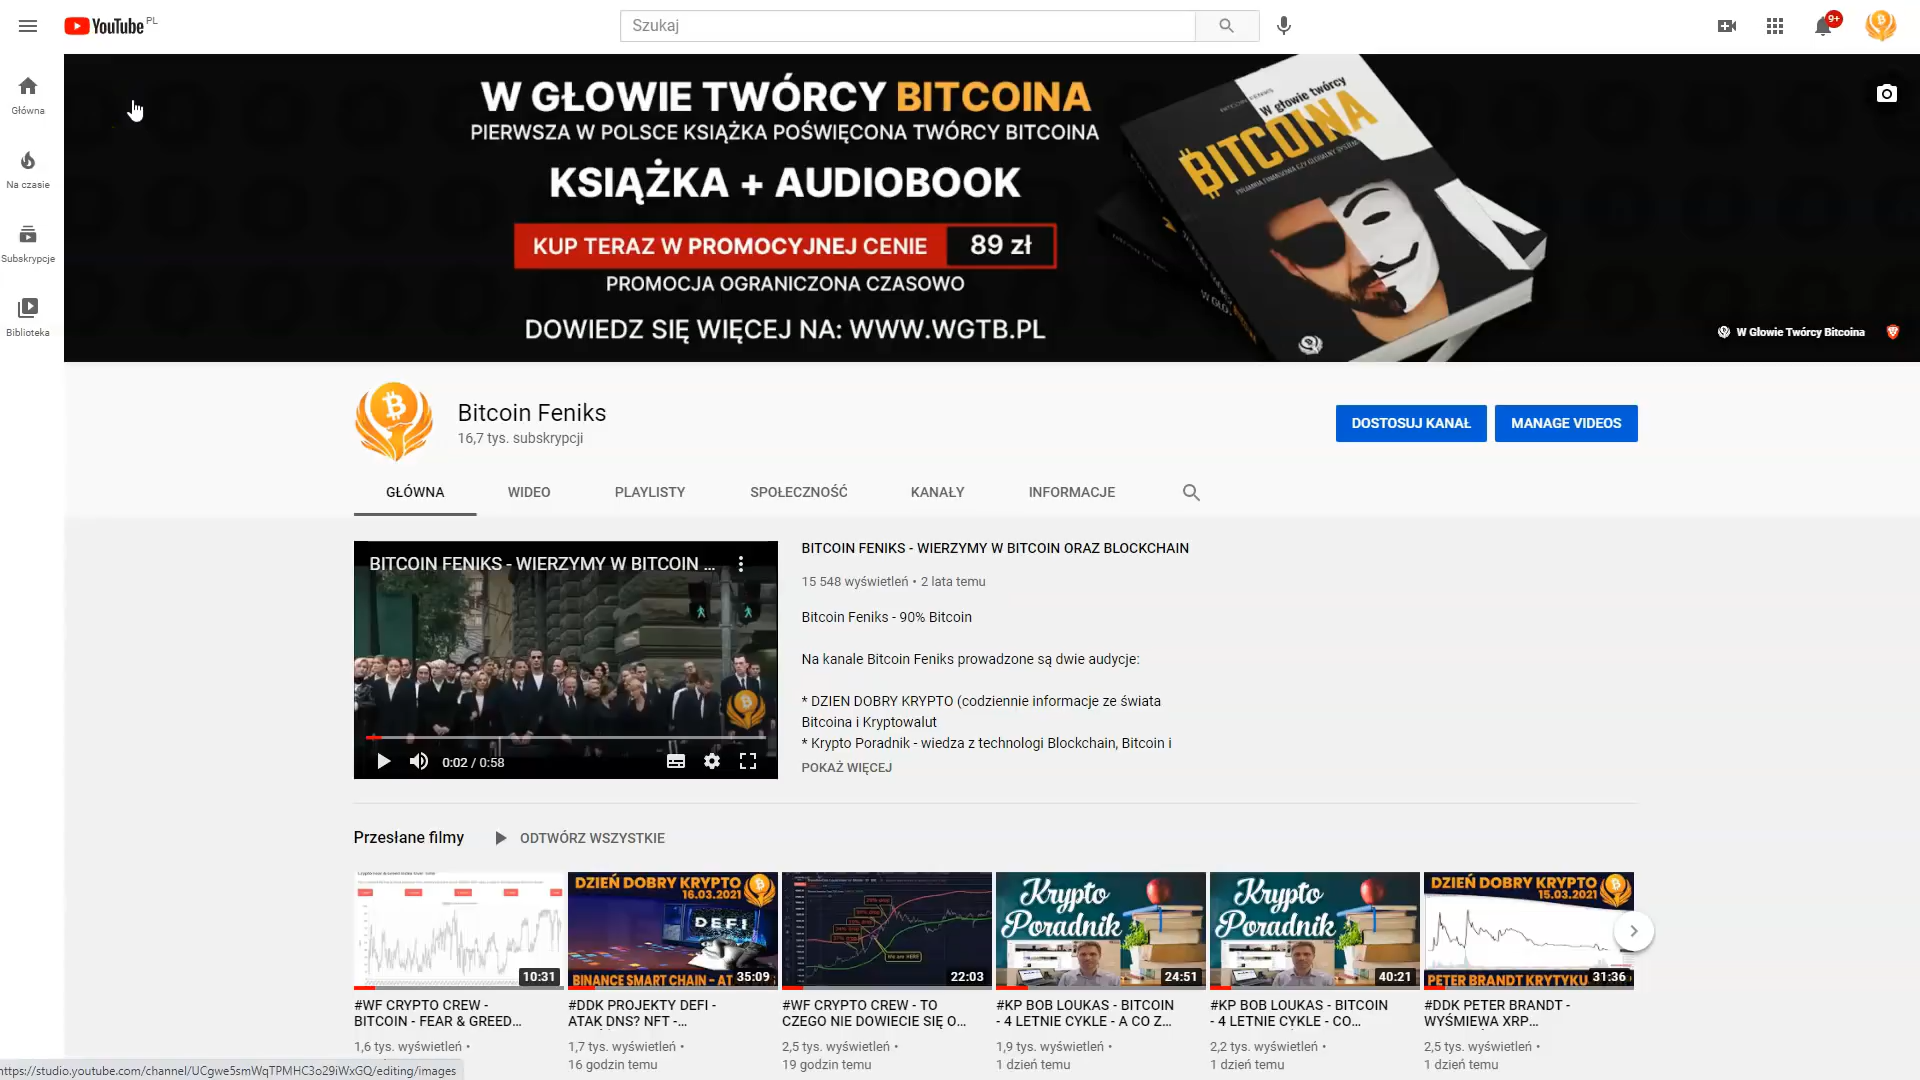 YouTube PL
Szukaj
9+
Główna
Na czasie
Subskrypcje
Biblioteka
W GŁOWIE TWÓRCY BITCOINA
PIERWSZA W POLSCE KSIĄŻKA POŚWIĘCONA TWÓRCY BITCOINA
KSIĄŻKA + AUDIOBOOK
KUP TERAZ W PROMOCYJNEJ CENIE 89 zł
PROMOCJA OGRANICZONA CZASOWO
DOWIEDZ SIĘ WIĘCEJ NA: WWW.WGTB.PL
W głowie twórcy
BITCOINA
W Głowie Twórcy Bitcoina
Bitcoin Feniks
16,7 tys. subskrypcji
DOSTOSUJ KANAŁ
MANAGE VIDEOS
GŁÓWNA WIDEO PLAYLISTY SPOŁECZNOŚĆ KANAŁY INFORMACJE
BITCOIN FENIKS - WIERZYMY W BITCOIN ...
0:02 / 0:58
BITCOIN FENIKS - WIERZYMY W BITCOIN ORAZ BLOCKCHAIN
15 548 wyświetleń • 2 lata temu
Bitcoin Feniks - 90% Bitcoin
Na kanale Bitcoin Feniks prowadzone są dwie audycje:
* DZIEN DOBRY KRYPTO (codziennie informacje ze świata
Bitcoina i Kryptowalut
* Krypto Poradnik - wiedza z technologi Blockchain, Bitcoin i
POKAŻ WIĘCEJ
Przesłane filmy
ODTWÓRZ WSZYSTKIE
10:31
#WF CRYPTO CREW -
BITCOIN - FEAR & GREED...
1,6 tys. wyświetleń •
DZIEŃ DOBRY KRYPTO
16.03.2021
DEFI
BINANCE SMART CHAIN - AT
35:09
#DDK PROJEKTY DEFI -
ATAK DNS? NFT -...
1,7 tys. wyświetleń •
16 godzin temu
22:03
#WF CRYPTO CREW - TO
CZEGO NIE DOWIECIE SIĘ O...
2,5 tys. wyświetleń •
19 godzin temu
Krypto
Poradnik
24:51
#KP BOB LOUKAS - BITCOIN
- 4 LETNIE CYKLE - A CO Z...
1,9 tys. wyświetleń •
1 dzień temu
Krypto
Poradnik
40:21
#KP BOB LOUKAS - BITCOIN
- 4 LETNIE CYKLE - CO...
2,2 tys. wyświetleń •
1 dzień temu
DZIEŃ DOBRY KRYPTO
15.03.2021
PETER BRANDT KRYTYKU
31:36
#DDK PETER BRANDT -
WYŚMIEWA XRP...
2,5 tys. wyświetleń •
1 dzień temu
https://studio.youtube.com/channel/UCgwe5smWqTPMHC3o29iWxGQ/editing/images